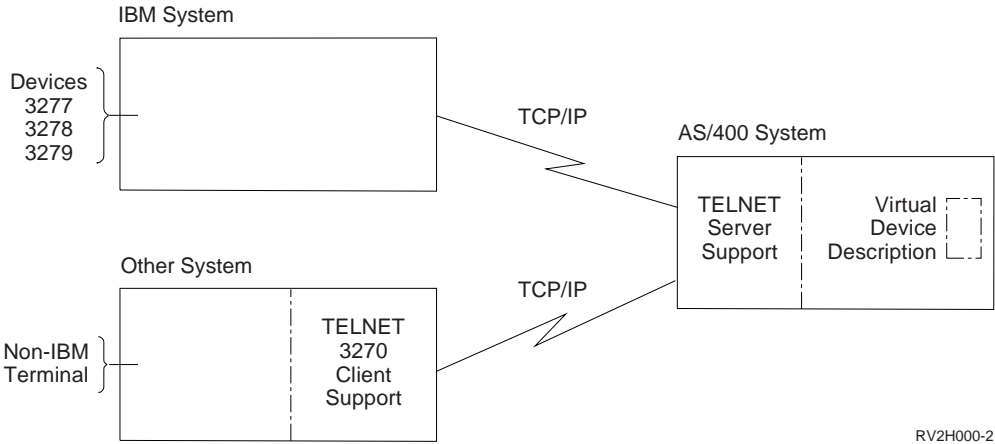 IBM System
Devices
3277
3278
3279
TCP/IP
AS/400 System
TELNET
Server
Support
Virtual
Device
Description
Other System
TCP/IP
Non-IBM
Terminal
TELNET
3270
Client
Support
RV2H000-2